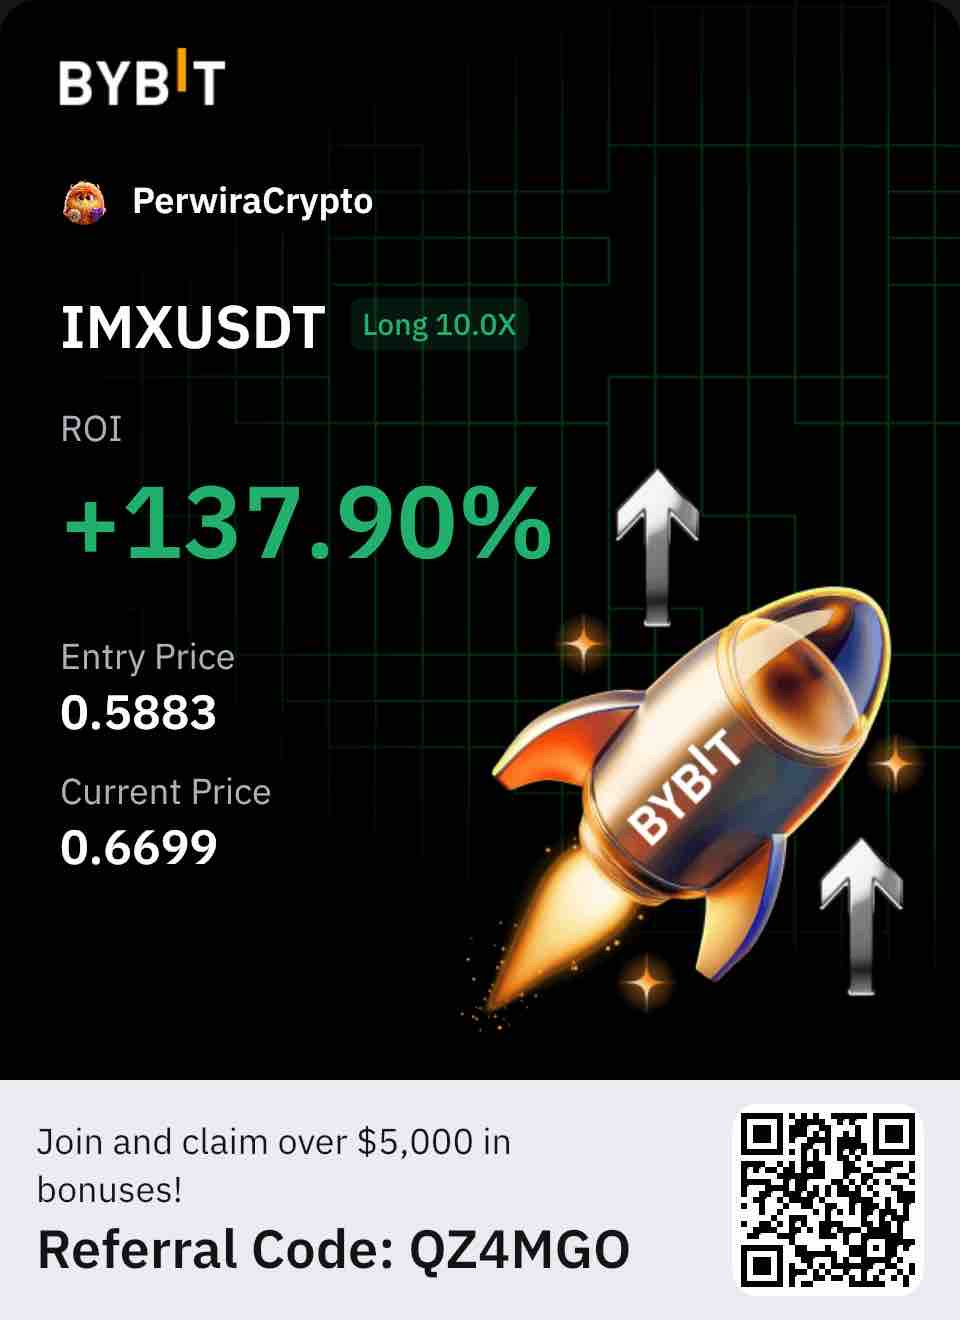 BYBIT
PerwiraCrypto
IMXUSDT Long 10.0X
ROI
+137.90%
Entry Price
0.5883
Current Price
0.6699
BYBIT
Join and claim over $5,000 in
bonuses!
Referral Code: QZ4MGO